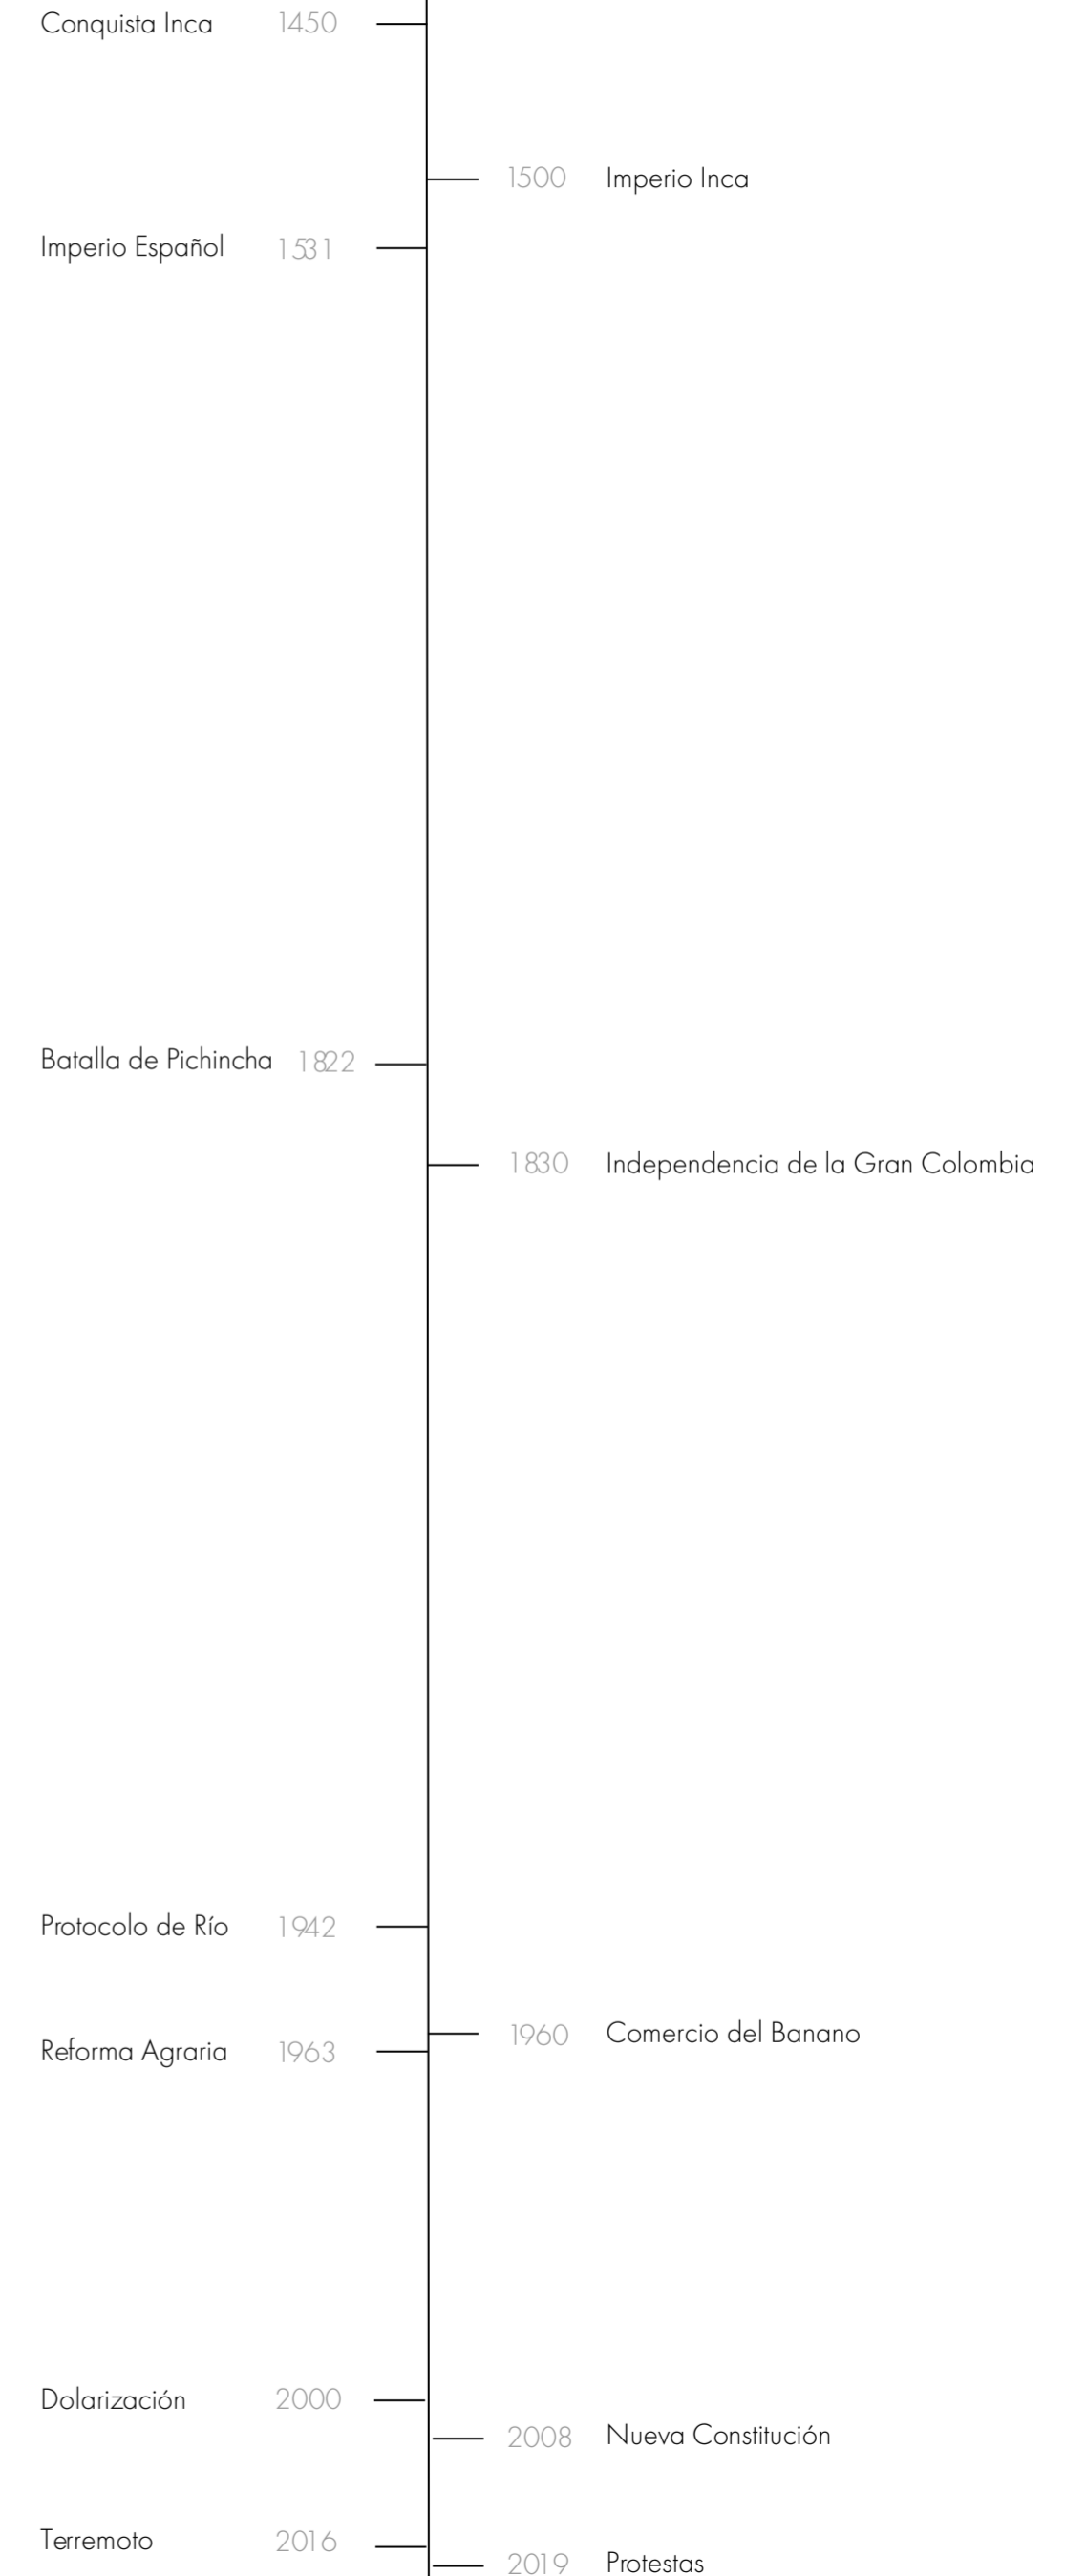 Conquista Inca 1450
1500 Imperio Inca
Imperio Español 1531
Batalla de Pichincha 1822
1830 Independencia de la Gran Colombia
Protocolo de Río 1942
1960 Comercio del Banano
Reforma Agraria 1963
Dolarización 2000
2008 Nueva Constitución
Terremoto 2016
2019 Protestas